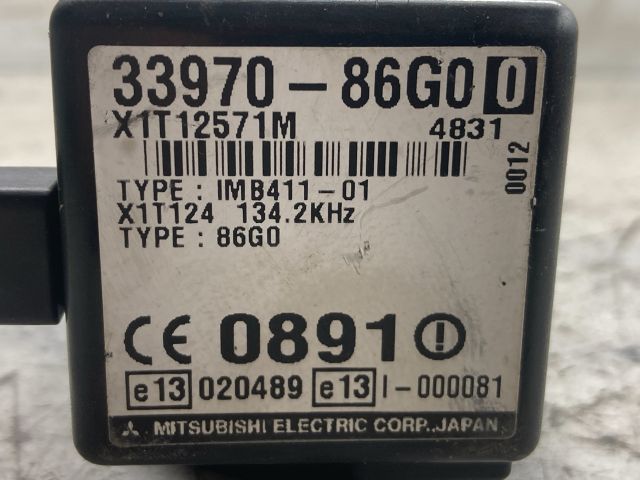 33970-86G0 0
X1T12571M 4831
0012
TYPE : IMB411-01
X1T124 134.2KHz
TYPE : 86G0
CE 0891 !
e13 020489 e13 I-000081
MITSUBISHI ELECTRIC CORP., JAPAN